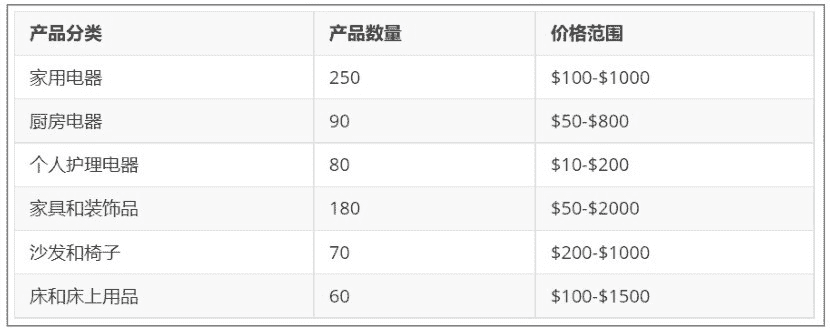 产品分类 产品数量 价格范围
家用电器 250 $100-$1000
厨房电器 90 $50-$800
个人护理电器 80 $10-$200
家具和装饰品 180 $50-$2000
沙发和椅子 70 $200-$1000
床和床上用品 60 $100-$1500